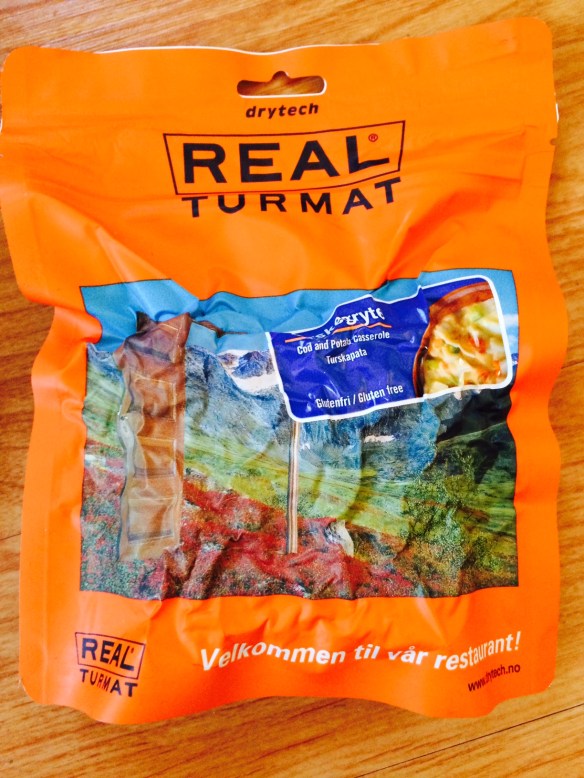 drytech
REAL®
TURMAT
Cod and Potato Casserole
Turskapata
Glutenfri / Gluten free
REAL
TURMAT
Velkommen til vår restaurant!
www.drytech.no